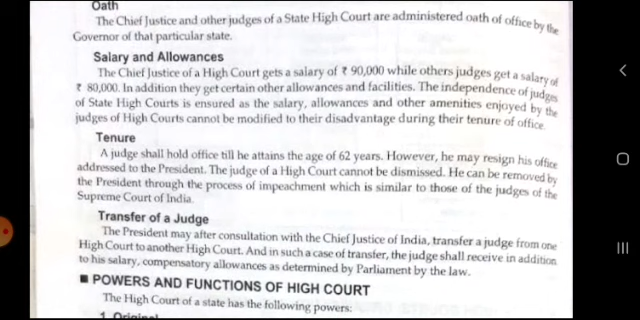 Oath
The Chief Justice and other judges of a State High Court are administered oath of office by the
Governor of that particular state.
Salary and Allowances
The Chief Justice of a High Court gets a salary of ₹ 90,000 while others judges get a salary of
₹ 80,000. In addition they get certain other allowances and facilities. The independence of judges
of State High Courts is ensured as the salary, allowances and other amenities enjoyed by the
judges of High Courts cannot be modified to their disadvantage during their tenure of office.
Tenure
A judge shall hold office till he attains the age of 62 years. However, he may resign his office
addressed to the President. The judge of a High Court cannot be dismissed. He can be removed by
the President through the process of impeachment which is similar to those of the judges of the
Supreme Court of India.
Transfer of a Judge
The President may after consultation with the Chief Justice of India, transfer a judge from one
High Court to another High Court. And in such a case of transfer, the judge shall receive in addition
to his salary, compensatory allowances as determined by Parliament by the law.
■ POWERS AND FUNCTIONS OF HIGH COURT
The High Court of a state has the following powers:
1. Original